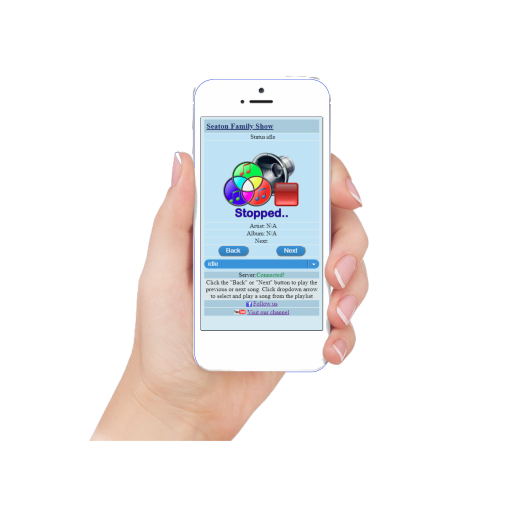 Seaton Family Show
Status:idle
Stopped..
Artist: N/A
Album: N/A
Next:
Back Next
idle
Server:Connected!
Click the "Back" or "Next" button to play the
previous or next song. Click dropdown arrow
to select and play a song from the playlist
Follow us
Visit our channel